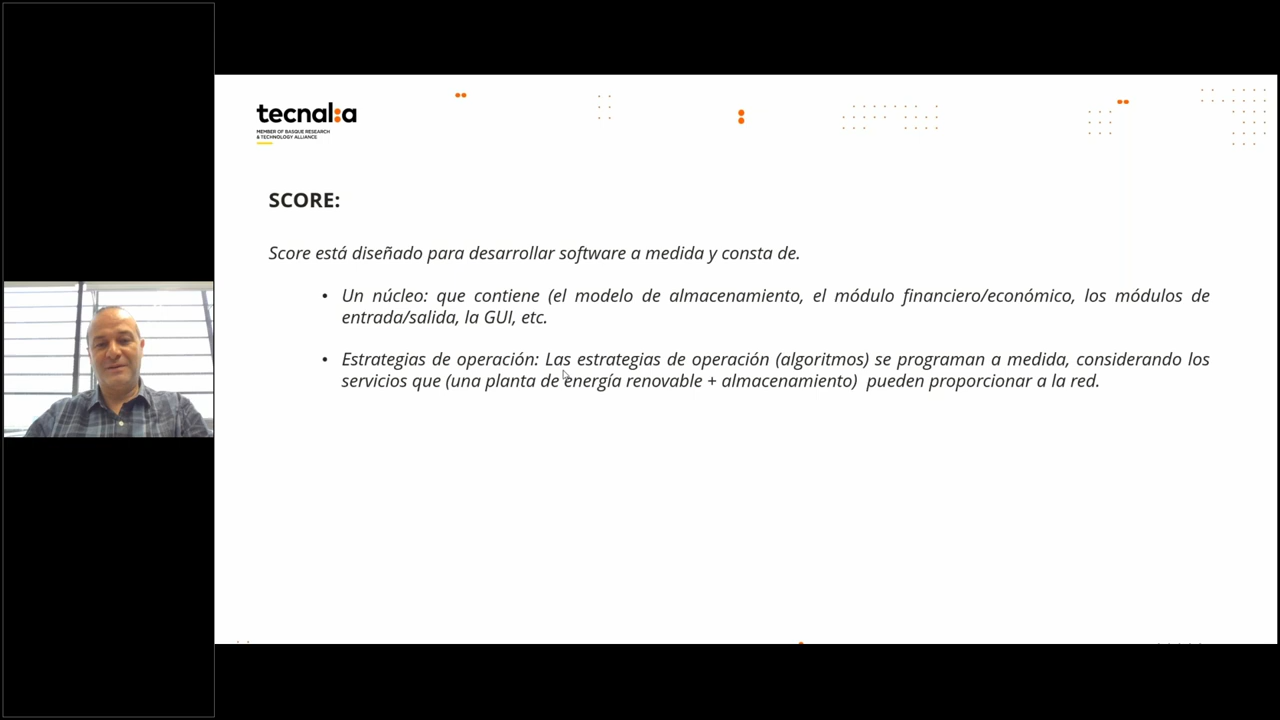 tecnal:a
MEMBER OF BASQUE RESEARCH
& TECHNOLOGY ALLIANCE
SCORE:
Score está diseñado para desarrollar software a medida y consta de.
• Un núcleo: que contiene (el modelo de almacenamiento, el módulo financiero/económico, los módulos de
entrada/salida, la GUI, etc.
• Estrategias de operación: Las estrategias de operación (algoritmos) se programan a medida, considerando los
servicios que (una planta de energía renovable + almacenamiento) pueden proporcionar a la red.